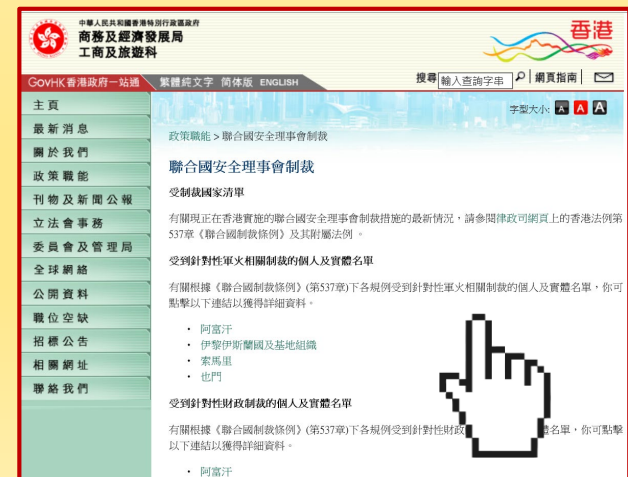 中華人民共和國香港特別行政區政府
商務及經濟發展局
工商及旅遊科
香港
GOVHK 香港政府一站通
繁體純文字 简体版 ENGLISH
搜尋 輸入查詢字串 網頁指南
字型大小: A A A
主頁
最新消息
關於我們
政策職能
刊物及新聞公報
立法會事務
委員會及管理局
全球網絡
公開資料
職位空缺
招標公告
相關網址
聯絡我們
政策職能 > 聯合國安全理事會制裁
聯合國安全理事會制裁
受制裁國家清單
有關現正在香港實施的聯合國安全理事會制裁措施的最新情況，請參閱律政司網頁上的香港法例第
537章《聯合國制裁條例》及其附屬法例。
受到針對性軍火相關制裁的個人及實體名單
有關根據《聯合國制裁條例》(第537章)下各規例受到針對性軍火相關制裁的個人及實體名單，你可
點擊以下連結以獲得詳細資料。
• 阿富汗
• 伊黎伊斯蘭國及基地組織
• 索馬里
• 也門
受到針對性財政制裁的個人及實體名單
有關根據《聯合國制裁條例》(第537章)下各規例受到針對性財政 體名單，你可點擊
以下連結以獲得詳細資料。
• 阿富汗